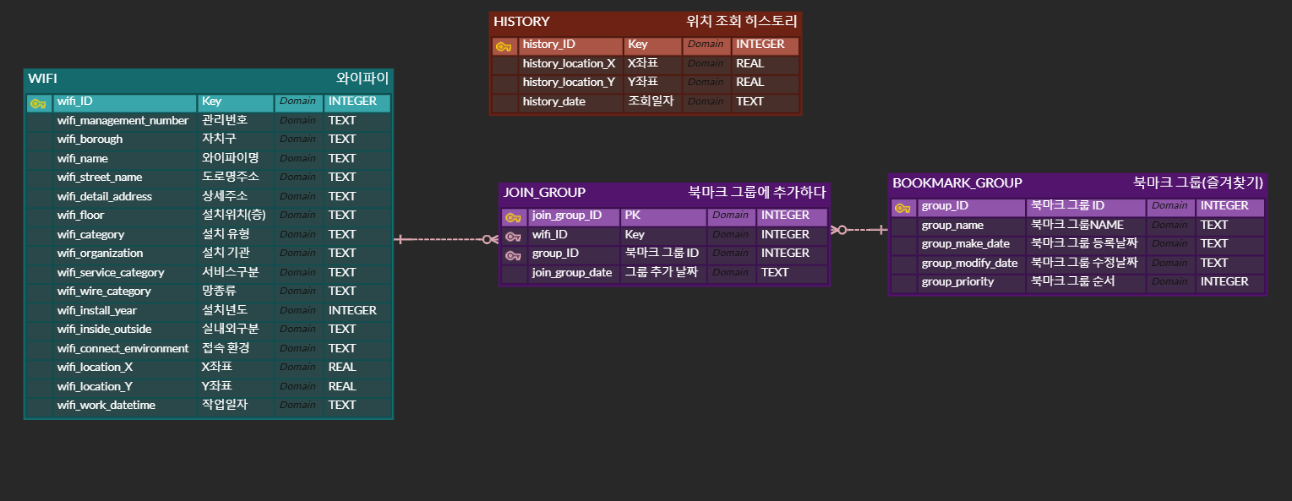 HISTORY 위치 조회 히스토리
history_ID Key Domain INTEGER
history_location_X X좌표 Domain REAL
history_location_Y Y좌표 Domain REAL
history_date 조회일자 Domain TEXT
WIFI 와이파이
wifi_ID Key Domain INTEGER
wifi_management_number 관리번호 Domain TEXT
wifi_borough 자치구 Domain TEXT
wifi_name 와이파이명 Domain TEXT
wifi_street_name 도로명주소 Domain TEXT
wifi_detail_address 상세주소 Domain TEXT
wifi_floor 설치위치(층) Domain TEXT
wifi_category 설치 유형 Domain TEXT
wifi_organization 설치 기관 Domain TEXT
wifi_service_category 서비스구분 Domain TEXT
wifi_wire_category 망종류 Domain TEXT
wifi_install_year 설치년도 Domain INTEGER
wifi_inside_outside 실내외구분 Domain TEXT
wifi_connect_environment 접속 환경 Domain TEXT
wifi_location_X X좌표 Domain REAL
wifi_location_Y Y좌표 Domain REAL
wifi_work_datetime 작업일자 Domain TEXT
JOIN_GROUP 북마크 그룹에 추가하다
join_group_ID PK Domain INTEGER
wifi_ID Key Domain INTEGER
group_ID 북마크 그룹 ID Domain INTEGER
join_group_date 그룹 추가 날짜 Domain TEXT
BOOKMARK_GROUP 북마크 그룹(즐겨찾기)
group_ID 북마크 그룹 ID Domain INTEGER
group_name 북마크 그룹NAME Domain TEXT
group_make_date 북마크 그룹 등록날짜 Domain TEXT
group_modify_date 북마크 그룹 수정날짜 Domain TEXT
group_priority 북마크 그룹 순서 Domain INTEGER